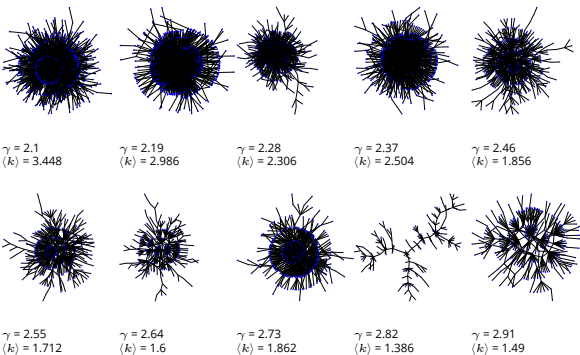 γ = 2.1
⟨k⟩ = 3.448
γ = 2.19
⟨k⟩ = 2.986
γ = 2.28
⟨k⟩ = 2.306
γ = 2.37
⟨k⟩ = 2.504
γ = 2.46
⟨k⟩ = 1.856
γ = 2.55
⟨k⟩ = 1.712
γ = 2.64
⟨k⟩ = 1.6
γ = 2.73
⟨k⟩ = 1.862
γ = 2.82
⟨k⟩ = 1.386
γ = 2.91
⟨k⟩ = 1.49